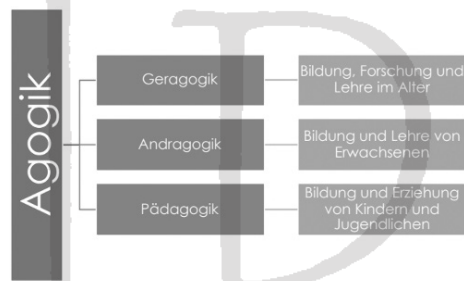 Agogik
Geragogik
Bildung, Forschung und
Lehre im Alter
Andragogik
Bildung und Lehre von
Erwachsenen
Pädagogik
Bildung und Erziehung
von Kindern und
Jugendlichen